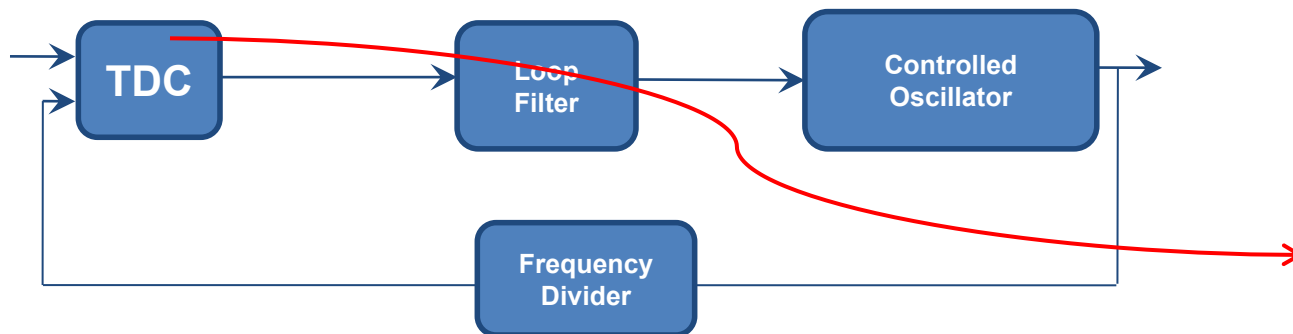 TDC
Loop
Filter
Controlled
Oscillator
Frequency
Divider